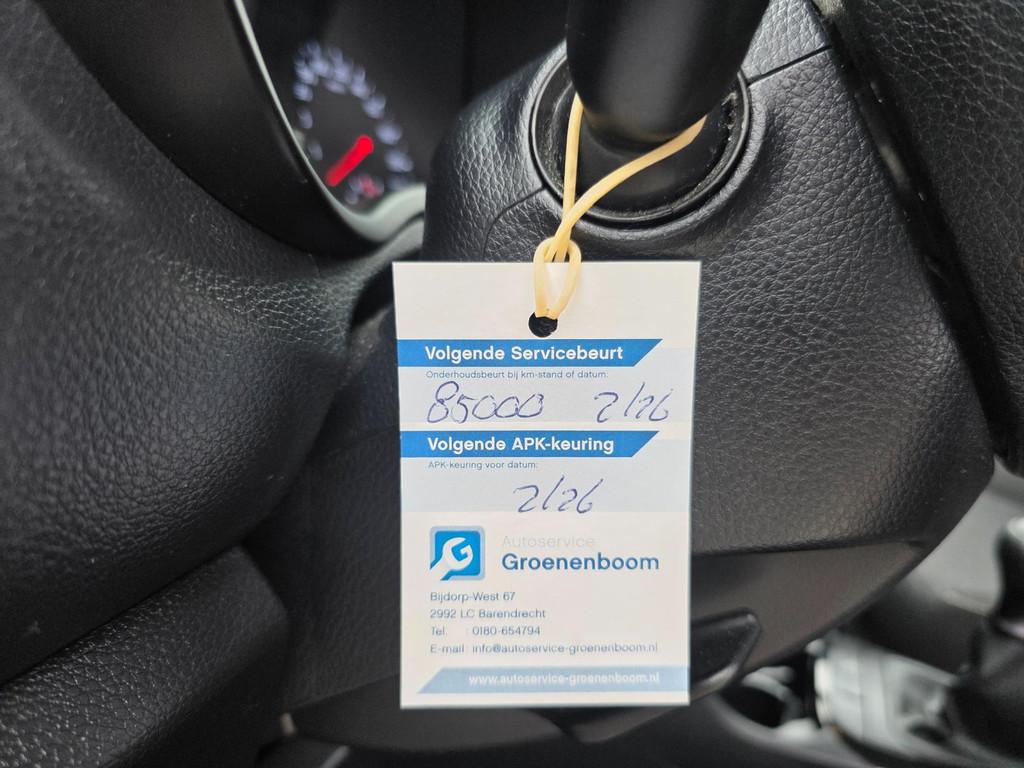 Volgende Servicebeurt
Onderhoudsbeurt bij km-stand of datum:
85000 2/26
Volgende APK-keuring
APK-keuring voor datum:
2/26
G
Autoservice
Groenenboom
Bijdorp-West 67
2992 LC Barendrecht
Tel. : 0180-654794
E-mail : info@autoservice-groenenboom.nl
www.autoservice-groenenboom.nl